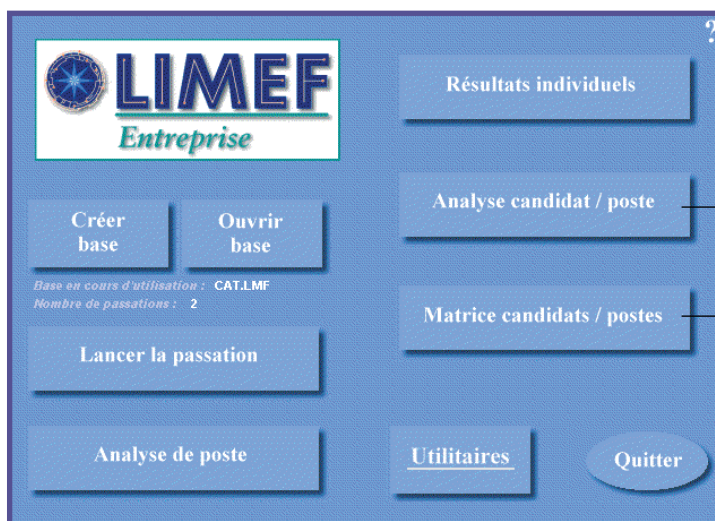 ?
LIMEF
Entreprise
Résultats individuels
Analyse candidat / poste
Créer
base
Ouvrir
base
Base en cours d'utilisation : CAT.LMF
Nombre de passations : 2
Matrice candidats / postes
Lancer la passation
Analyse de poste
Utilitaires
Quitter